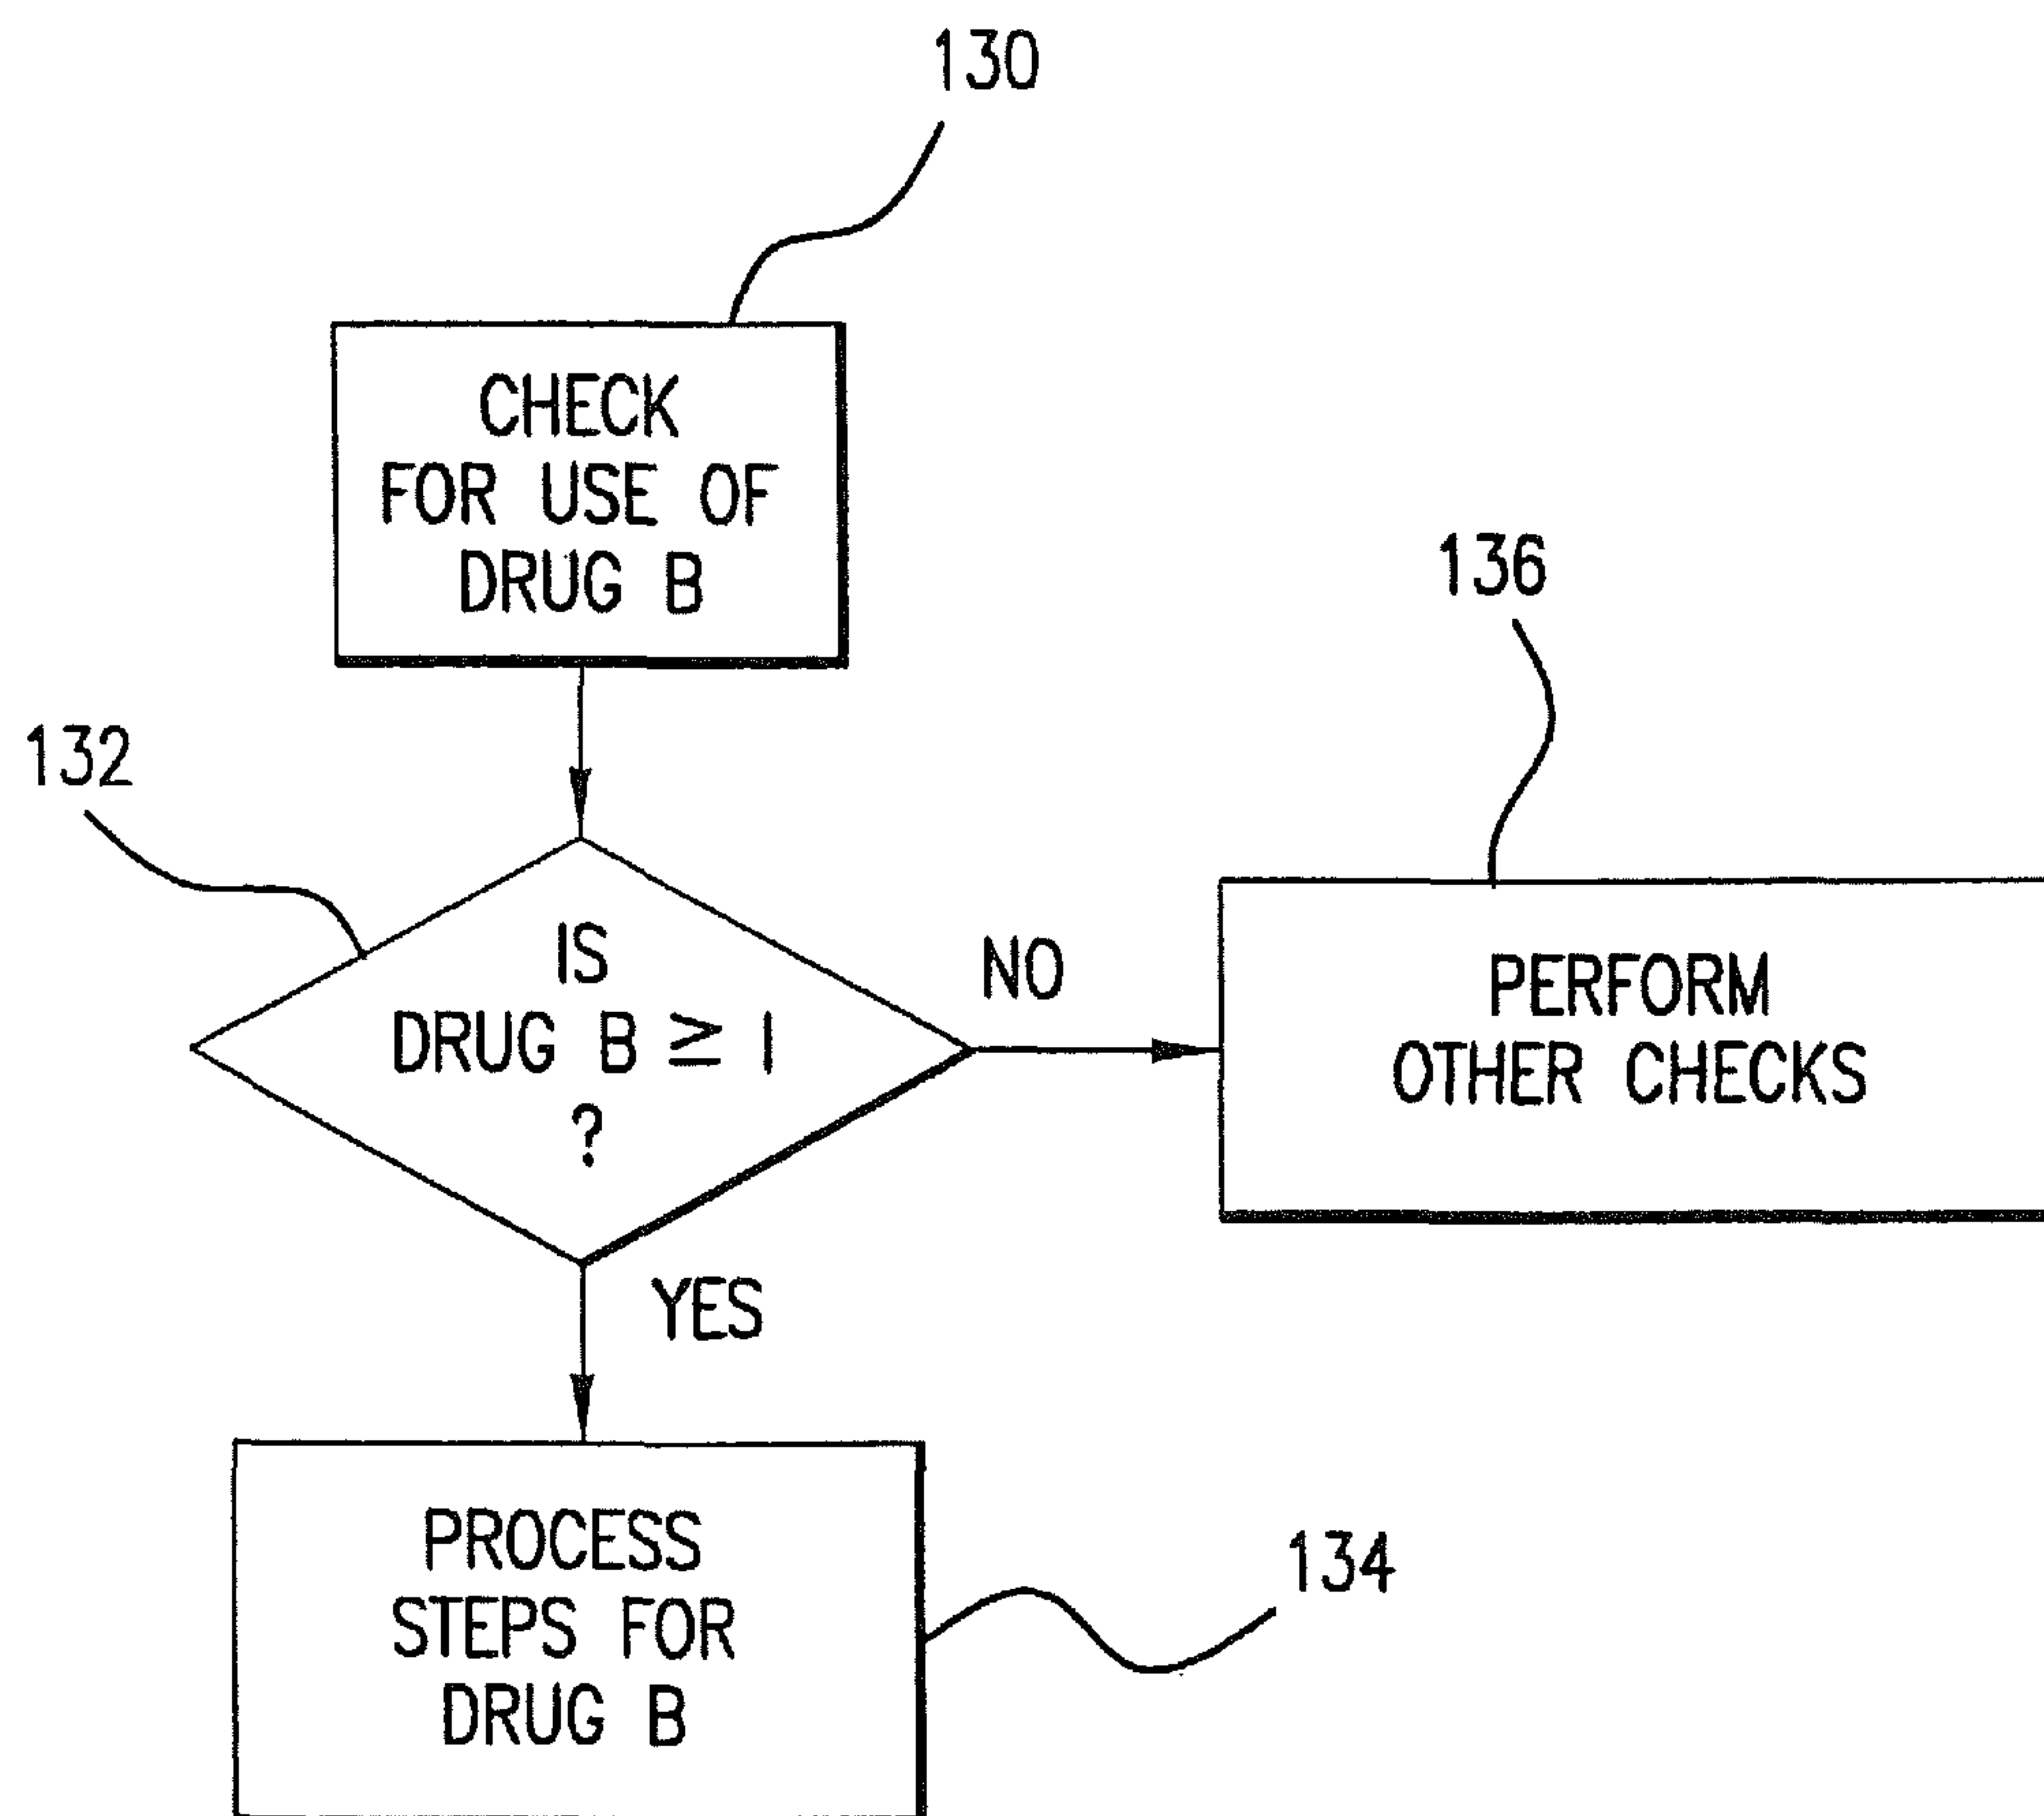 130
CHECK
FOR USE OF
DRUG B
136
132
IS
DRUG B ≥ 1
?
NO
PERFORM
OTHER CHECKS
YES
PROCESS
STEPS FOR
DRUG B
134